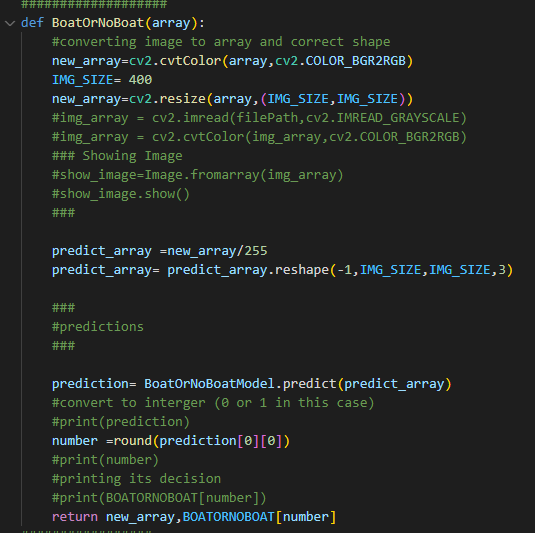 ###################
def BoatOrNoBoat(array):
    #converting image to array and correct shape
    new_array=cv2.cvtColor(array,cv2.COLOR_BGR2RGB)
    IMG_SIZE= 400
    new_array=cv2.resize(array,(IMG_SIZE,IMG_SIZE))
    #img_array = cv2.imread(filePath,cv2.IMREAD_GRAYSCALE)
    #img_array = cv2.cvtColor(img_array,cv2.COLOR_BGR2RGB)
    ### Showing Image
    #show_image=Image.fromarray(img_array)
    #show_image.show()
    ###
    predict_array =new_array/255
    predict_array= predict_array.reshape(-1,IMG_SIZE,IMG_SIZE,3)
    ###
    #predictions
    ###
    prediction= BoatOrNoBoatModel.predict(predict_array)
    #convert to interger (0 or 1 in this case)
    #print(prediction)
    number =round(prediction[0][0])
    #print(number)
    #printing its decision
    #print(BOATORNOBOAT[number])
    return new_array,BOATORNOBOAT[number]